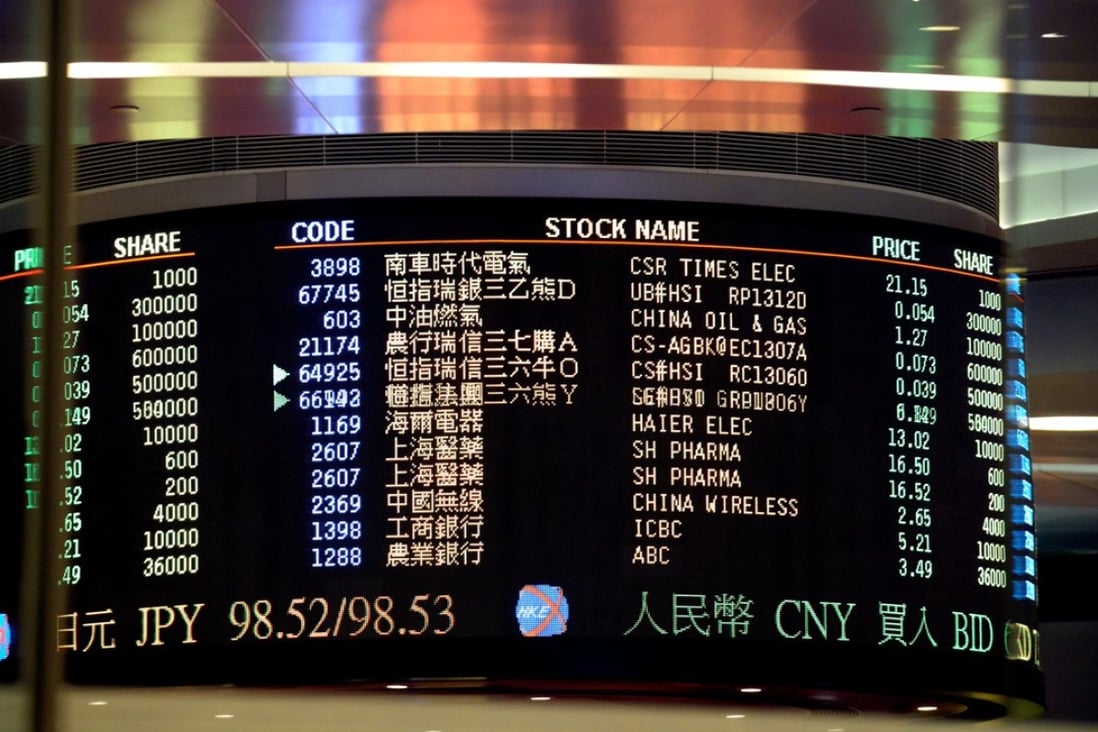 SHARE CODE STOCK NAME PRICE SHARE
1000 3898 南車時代電氣 CSR TIMES ELEC 21.15 1000
300000 67745 恒指瑞銀三乙熊D UB#HSI RP1312D 0.054 300000
100000 603 中油燃氣 CHINA OIL & GAS 1.27 100000
600000 21174 農行瑞信三七購A CS-AGBK@EC1307A 0.073 600000
500000 64925 恒指瑞信三六牛O CS#HSI RC1306O 0.039 500000
三六熊Y
10000 1169 海爾電器 HAIER ELEC 13.02 10000
600 2607 上海醫藥 SH PHARMA 16.50 600
200 2607 上海醫藥 SH PHARMA 16.52 200
4000 2369 中國無線 CHINA WIRELESS 2.65 4000
10000 1398 工商銀行 ICBC 5.21 10000
36000 1288 農業銀行 ABC 3.49 36000
日元 JPY 98.52/98.53 HKE 人民幣 CNY 買入 BID